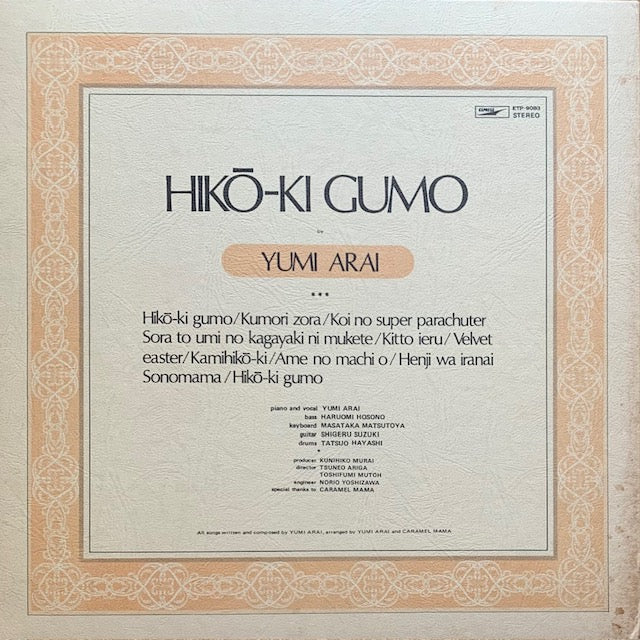 EXPRESS
ETP-9083
STEREO
HIKŌ-KI GUMO
by
YUMI ARAI
***
Hikō-ki gumo/Kumori zora/Koi no super parachuter
Sora to umi no kagayaki ni mukete/Kitto ieru/Velvet
easter/Kamihikō-ki/Ame no machi o/Henji wa iranai
Sonomama/Hikō-ki gumo
piano and vocal YUMI ARAI
bass HARUOMI HOSONO
keyboard MASATAKA MATSUTOYA
guitar SHIGERU SUZUKI
drums TATSUO HAYASHI
*
producer KUNIHIKO MURAI
director TSUNEO ARIGA
TOSHIFUMI MUTOH
engineer NORIO YOSHIZAWA
special thanks to CARAMEL MAMA
All songs written and composed by YUMI ARAI, arranged by YUMI ARAI and CARAMEL MAMA